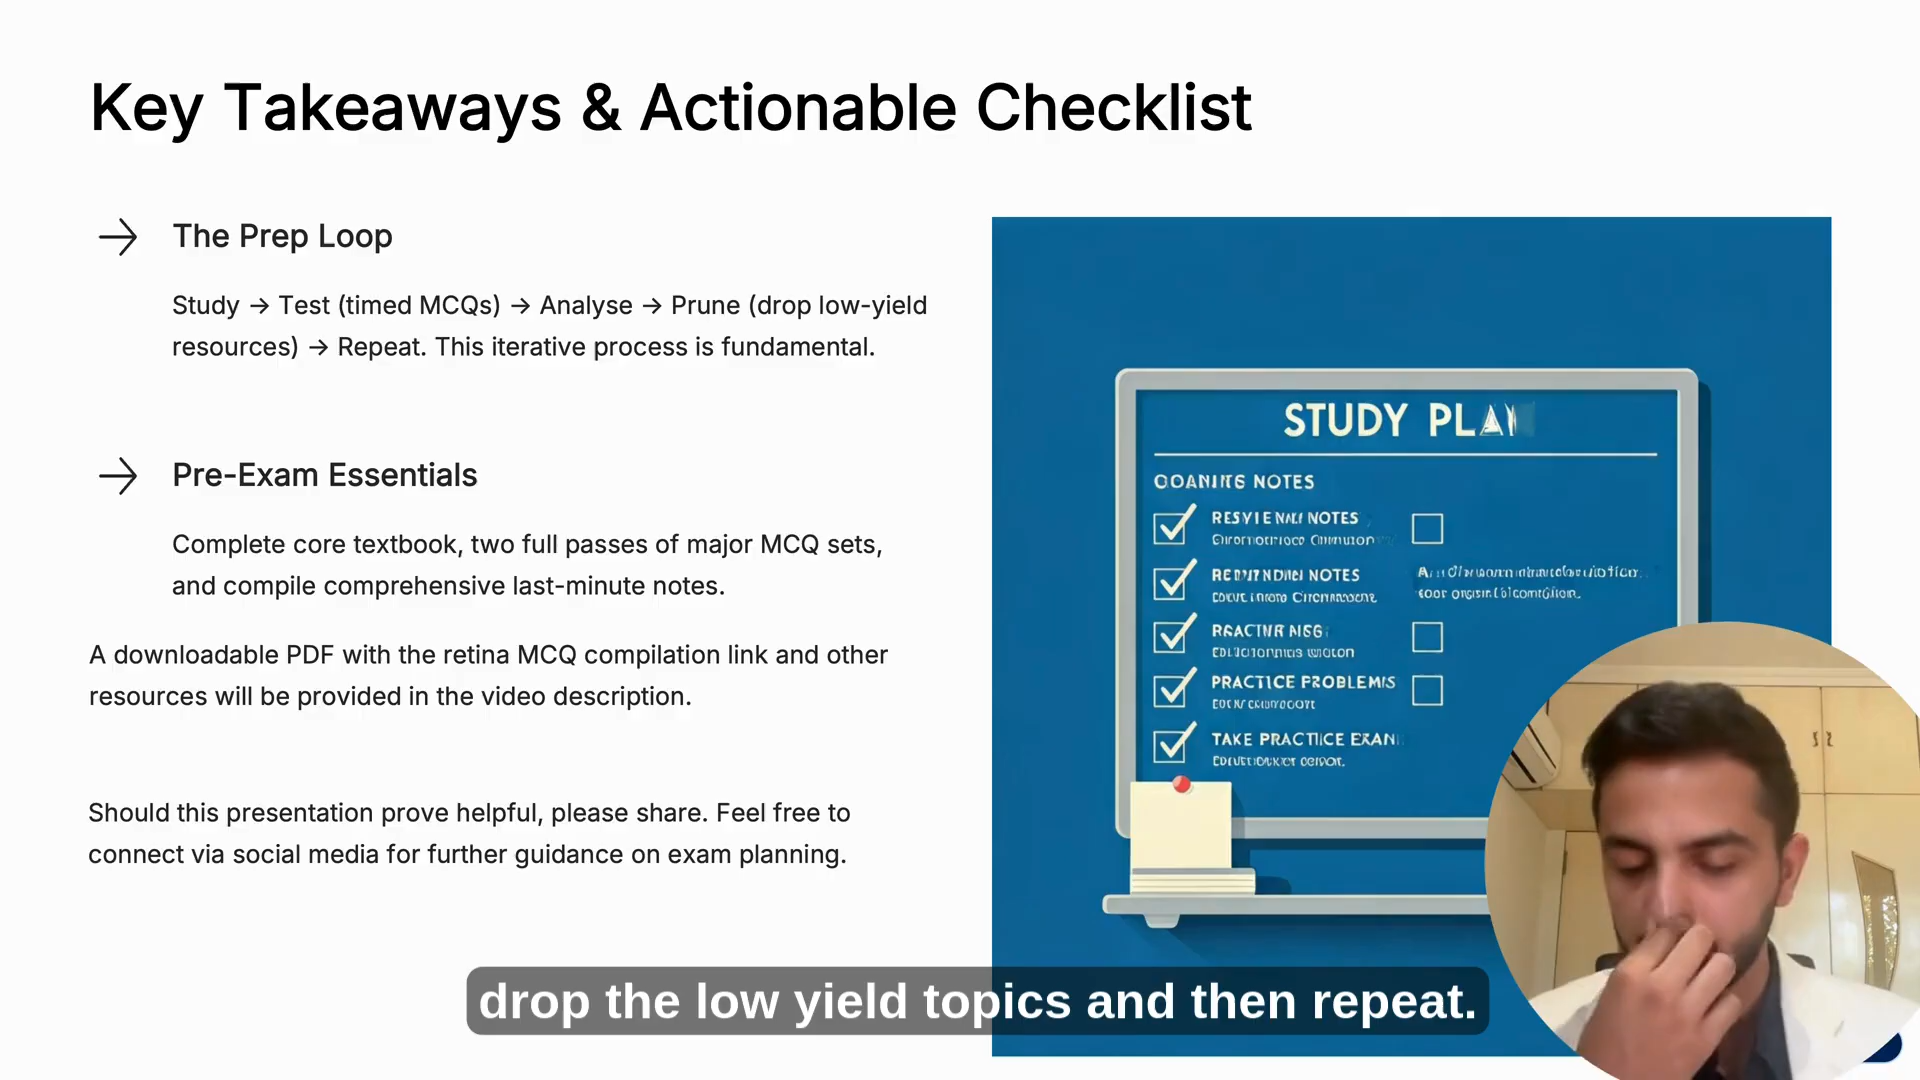 Key Takeaways & Actionable Checklist
The Prep Loop
Study → Test (timed MCQs) → Analyse → Prune (drop low-yield
resources) → Repeat. This iterative process is fundamental.
Pre-Exam Essentials
Complete core textbook, two full passes of major MCQ sets,
and compile comprehensive last-minute notes.
A downloadable PDF with the retina MCQ compilation link and other
resources will be provided in the video description.
Should this presentation prove helpful, please share. Feel free to
connect via social media for further guidance on exam planning.
STUDY
NOTES
NOTES
NOTES
PRACTICE PROBLEMS
TAKE PRACTICE
drop the low yield topics and then repeat.